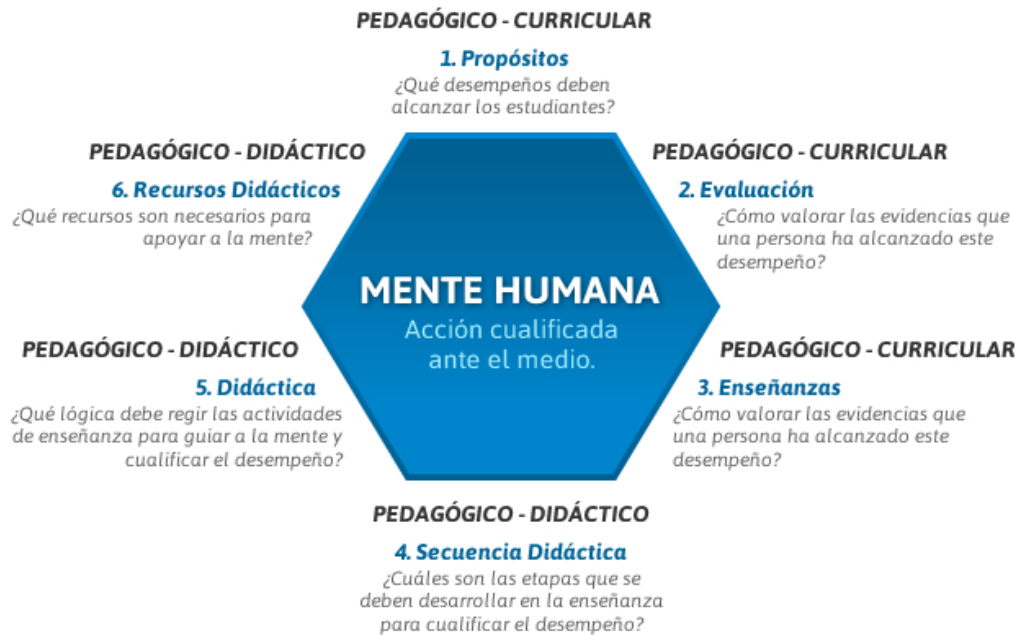 PEDAGÓGICO - CURRICULAR
1. Propósitos
¿Qué desempeños deben
alcanzar los estudiantes?
PEDAGÓGICO - CURRICULAR
2. Evaluación
¿Cómo valorar las evidencias que
una persona ha alcanzado este
desempeño?
PEDAGÓGICO - CURRICULAR
3. Enseñanzas
¿Cómo valorar las evidencias que
una persona ha alcanzado este
desempeño?
PEDAGÓGICO - DIDÁCTICO
4. Secuencia Didáctica
¿Cuáles son las etapas que se
deben desarrollar en la enseñanza
para cualificar el desempeño?
PEDAGÓGICO - DIDÁCTICO
5. Didáctica
¿Qué lógica debe regir las actividades
de enseñanza para guiar a la mente y
cualificar el desempeño?
PEDAGÓGICO - DIDÁCTICO
6. Recursos Didácticos
¿Qué recursos son necesarios para
apoyar a la mente?
MENTE HUMANA
Acción cualificada
ante el medio.